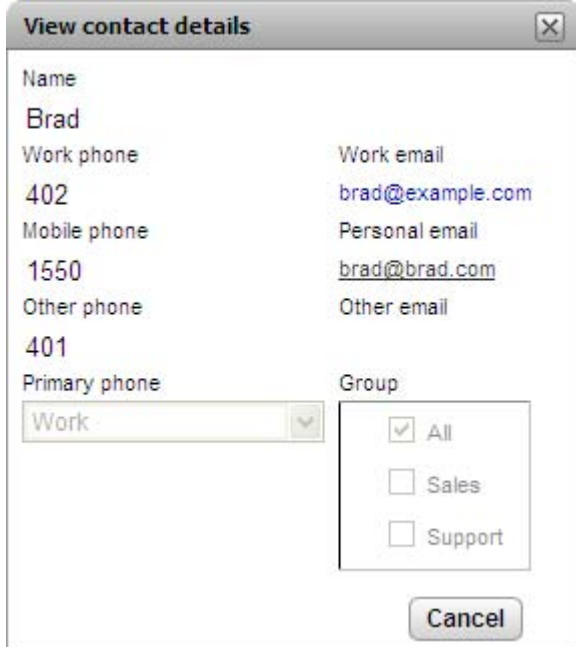 View contact details
Name
Brad
Work phone Work email
402 brad@example.com
Mobile phone Personal email
1550 brad@brad.com
Other phone Other email
401
Primary phone Group
Work All
Sales
Support
Cancel